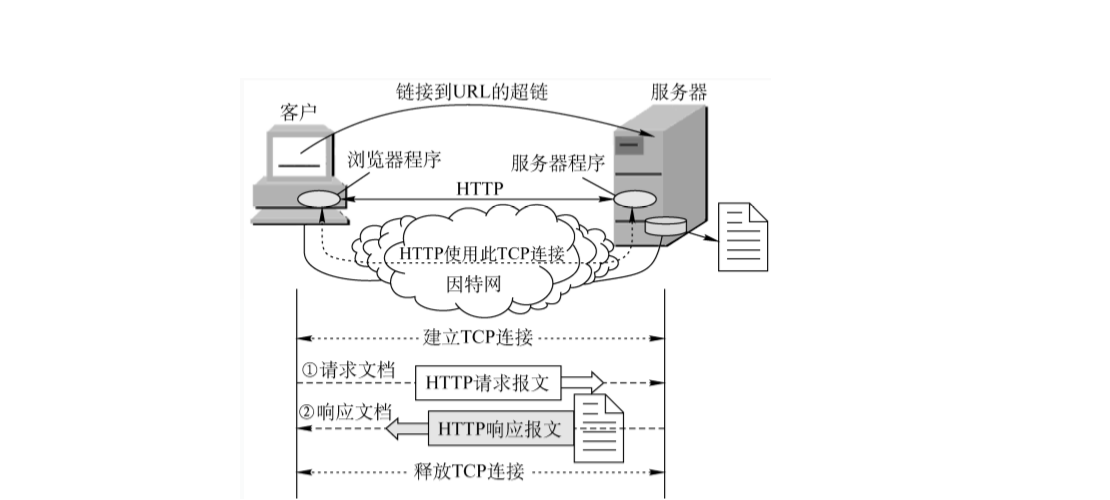 链接到URL的超链
服务器
客户
浏览器程序
服务器程序
HTTP
HTTP使用此TCP连接
因特网
建立TCP连接
①请求文档
HTTP请求报文
②响应文档
HTTP响应报文
释放TCP连接